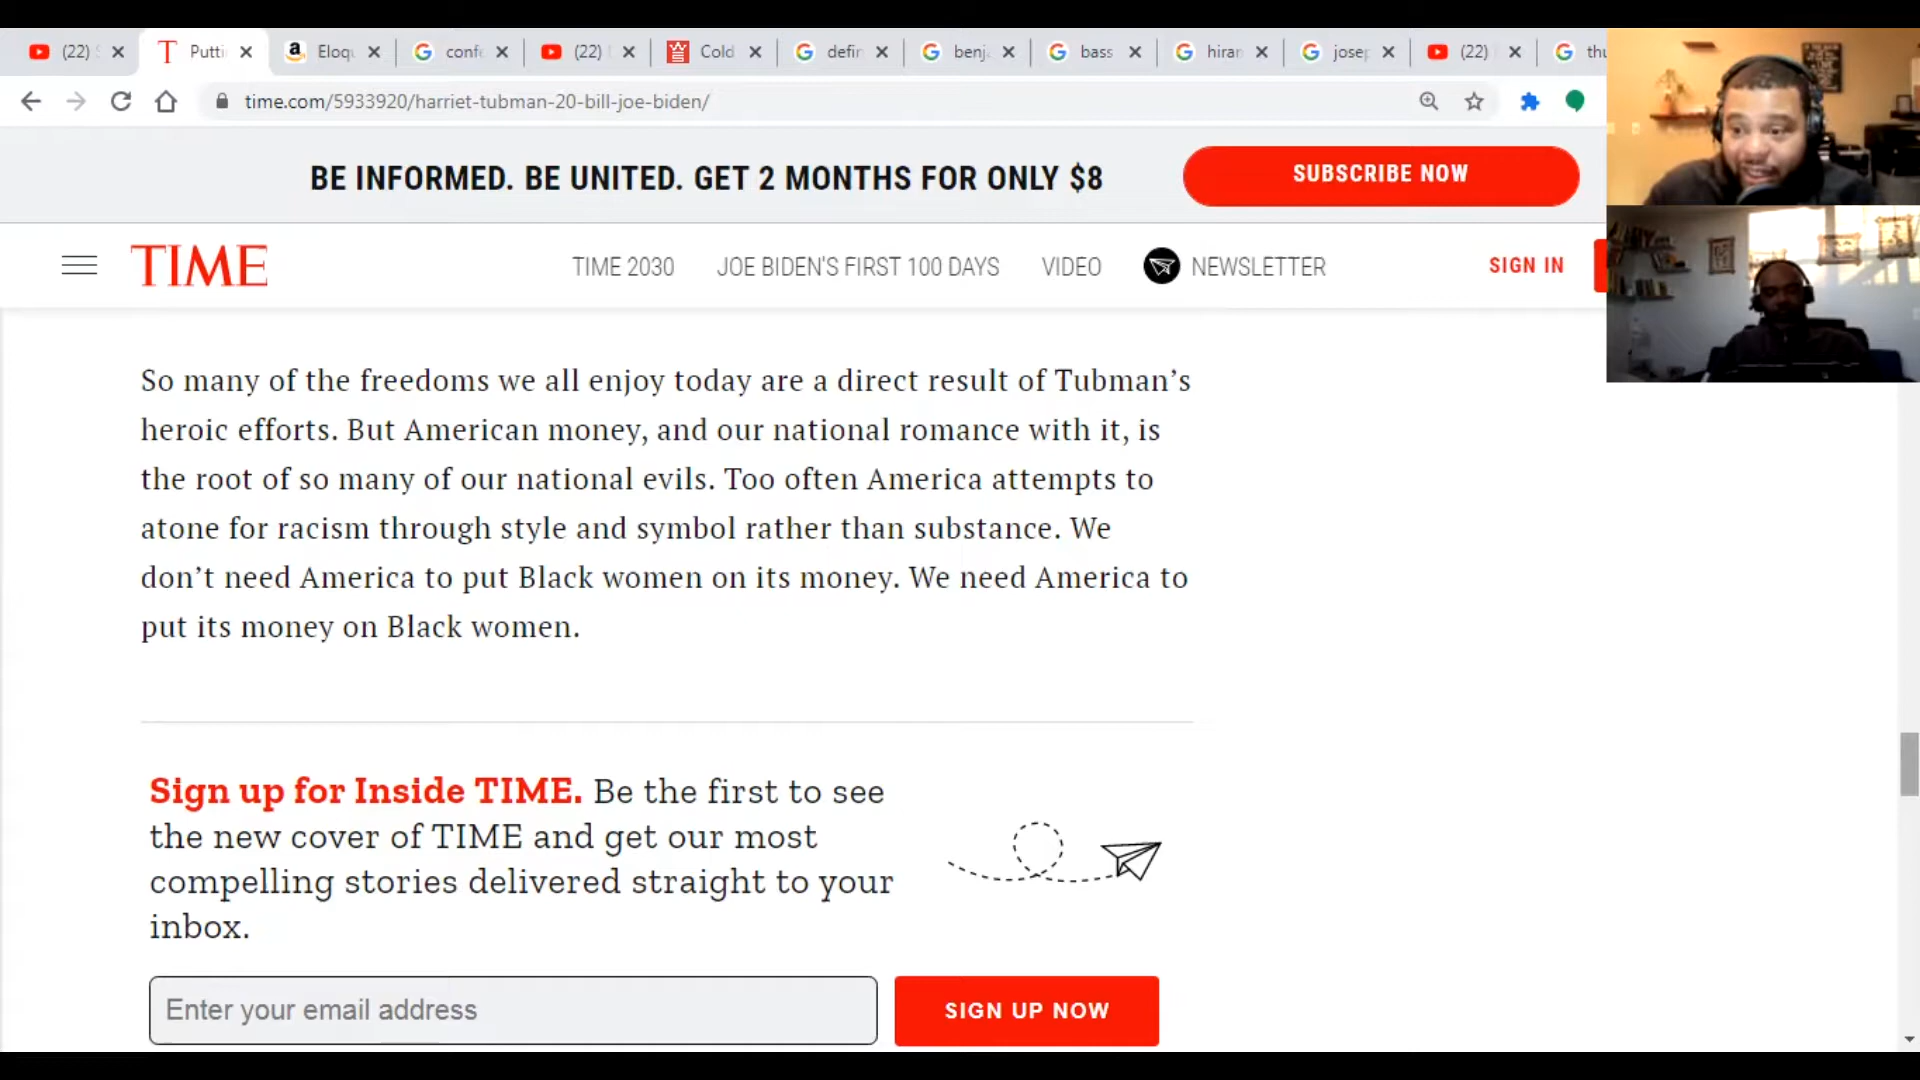 (22)
Putti
Eloqu
conf
(22)
Cold
defin
benj
bass
hiran
josep
(22)
thu
time.com/5933920/harriet-tubman-20-bill-joe-biden/
BE INFORMED. BE UNITED. GET 2 MONTHS FOR ONLY $8
SUBSCRIBE NOW
TIME
TIME 2030
JOE BIDEN'S FIRST 100 DAYS
VIDEO
NEWSLETTER
SIGN IN
So many of the freedoms we all enjoy today are a direct result of Tubman’s
heroic efforts. But American money, and our national romance with it, is
the root of so many of our national evils. Too often America attempts to
atone for racism through style and symbol rather than substance. We
don’t need America to put Black women on its money. We need America to
put its money on Black women.
Sign up for Inside TIME. Be the first to see
the new cover of TIME and get our most
compelling stories delivered straight to your
inbox.
Enter your email address
SIGN UP NOW